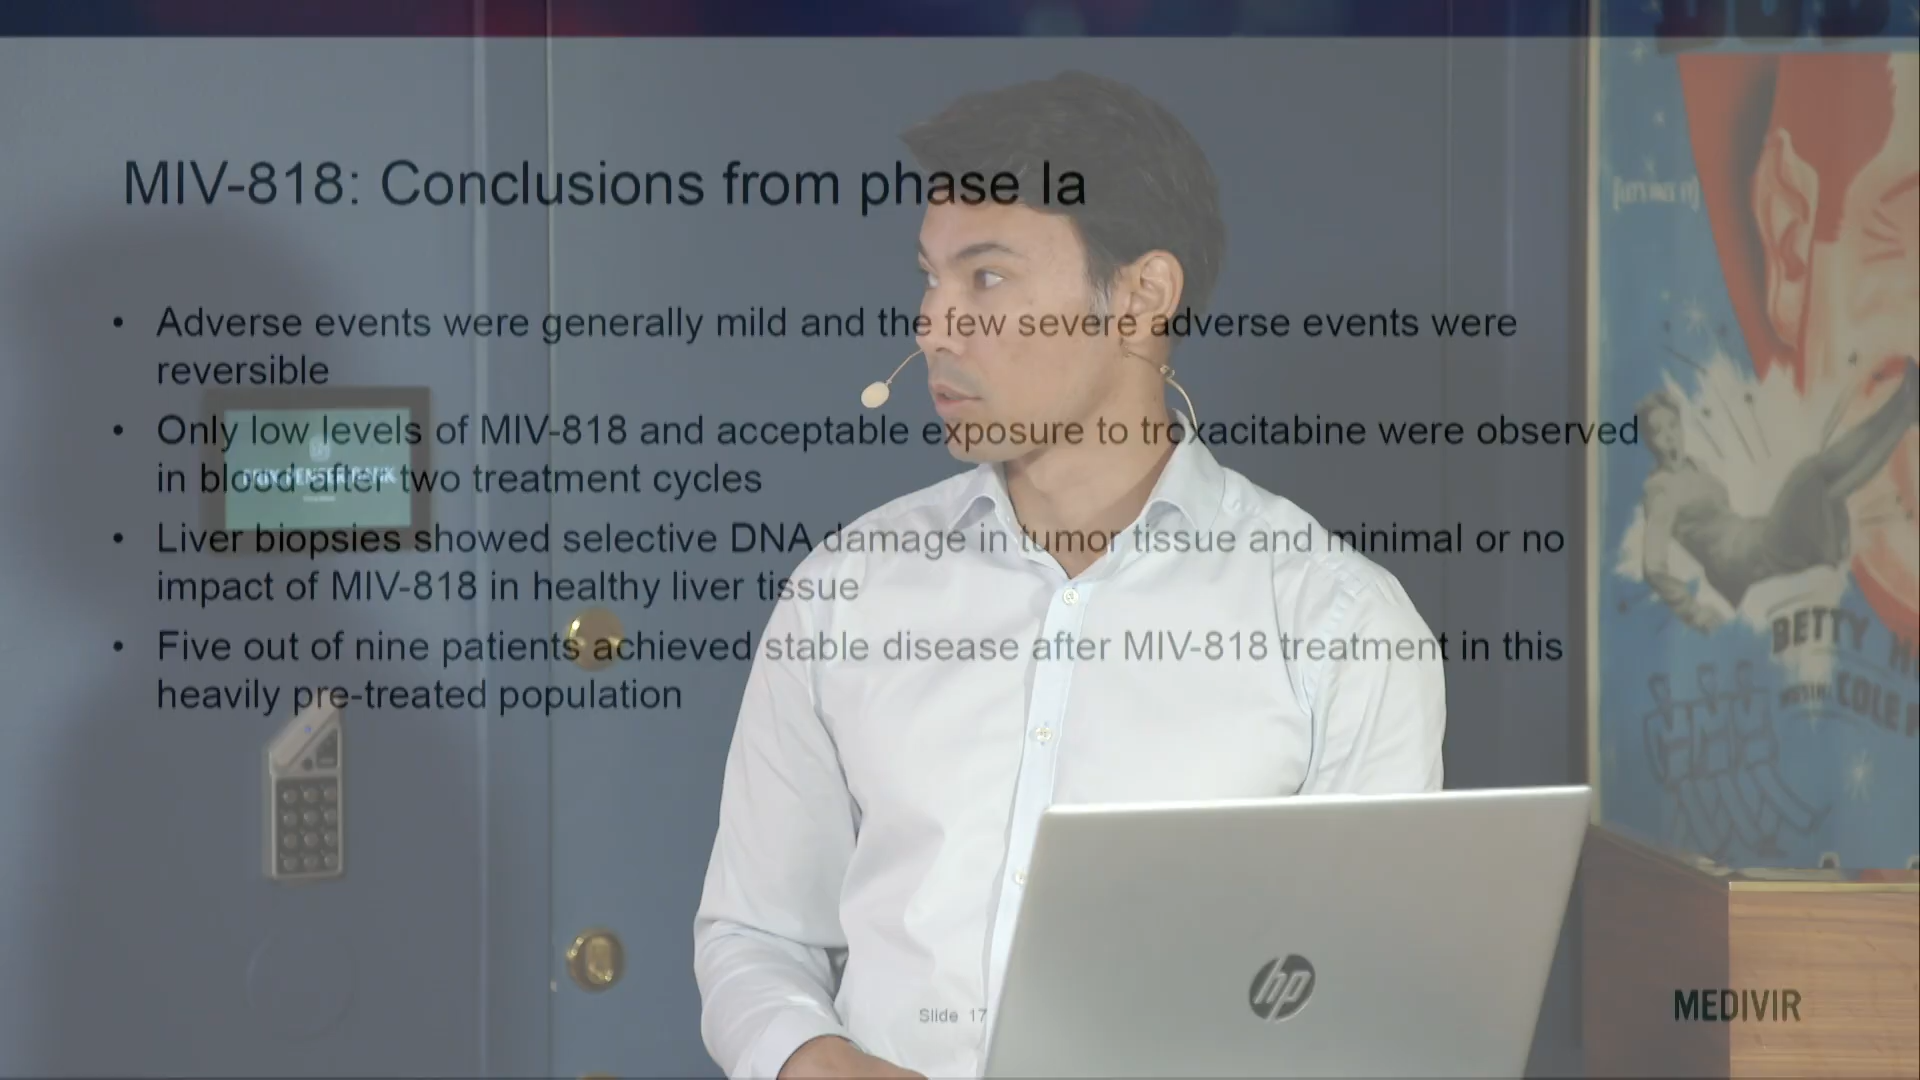 MIV-818: Conclusions from phase Ia
• Adverse events were generally mild and the few severe adverse events were
reversible
• Only low levels of MIV-818 and acceptable exposure to troxacitabine were observed
in blood after two treatment cycles
• Liver biopsies showed selective DNA damage in tumor tissue and minimal or no
impact of MIV-818 in healthy liver tissue
• Five out of nine patients achieved stable disease after MIV-818 treatment in this
heavily pre-treated population
BETTY
COLE
hp
Slide 17
MEDIVIR